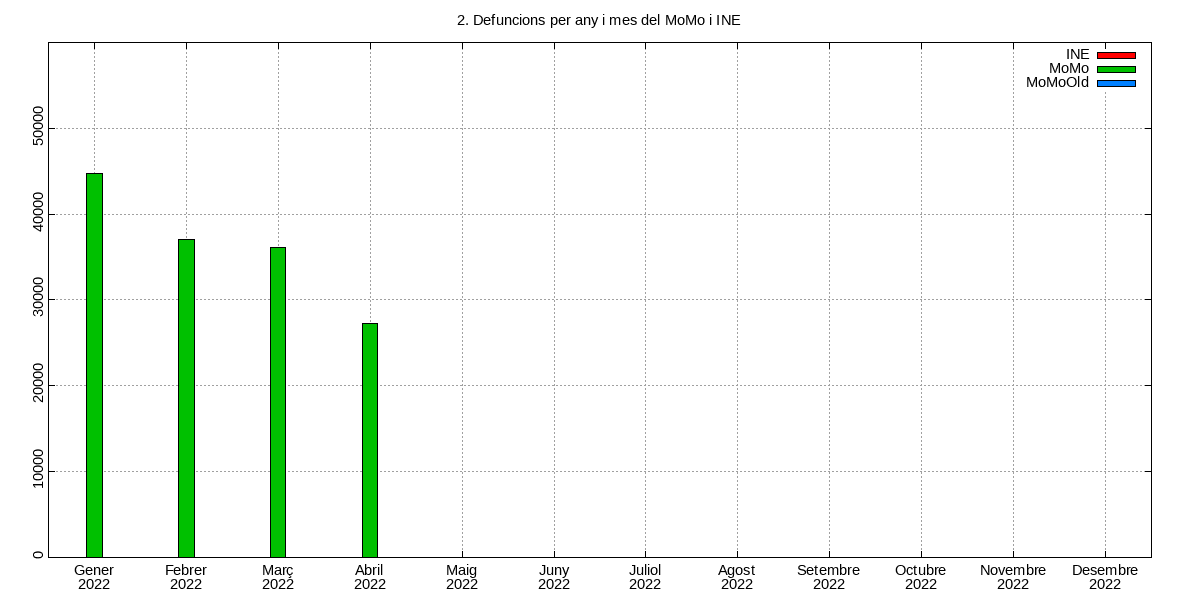 2. Defuncions per any i mes del MoMo i INE
INE
MoMo
MoMoOld
50000
40000
30000
20000
10000
0
Gener Febrer Març Abril Maig Juny Juliol Agost Setembre Octubre Novembre Desembre
2022 2022 2022 2022 2022 2022 2022 2022 2022 2022 2022 2022